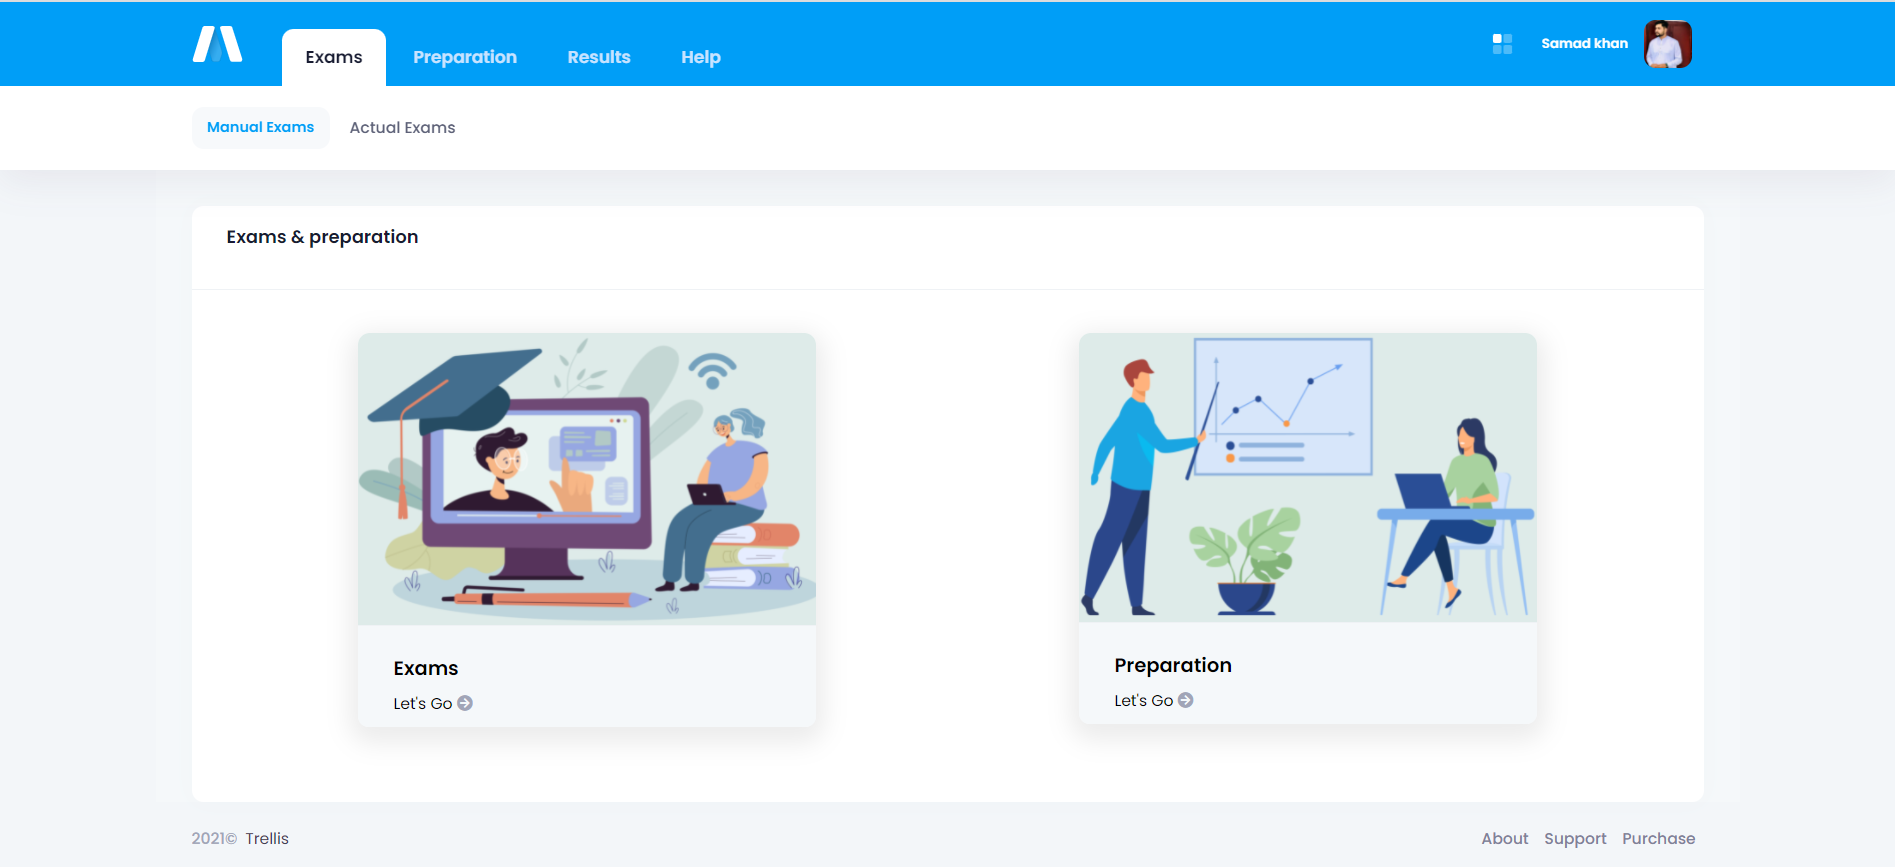 Exams Preparation Results Help Samad khan
Manual Exams Actual Exams
Exams & preparation
Exams
Let's Go
Preparation
Let's Go
2021© Trellis About Support Purchase